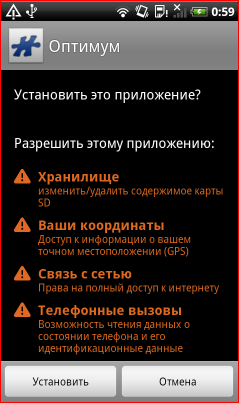 0:59
Оптимум
Установить это приложение?
Разрешить этому приложению:
Хранилище
изменить/удалить содержимое карты
SD
Ваши координаты
Доступ к информации о вашем
точном местоположении (GPS)
Связь с сетью
Права на полный доступ к интернету
Телефонные вызовы
Возможность чтения данных о
состоянии телефона и его
идентификационные данные
Установить
Отмена